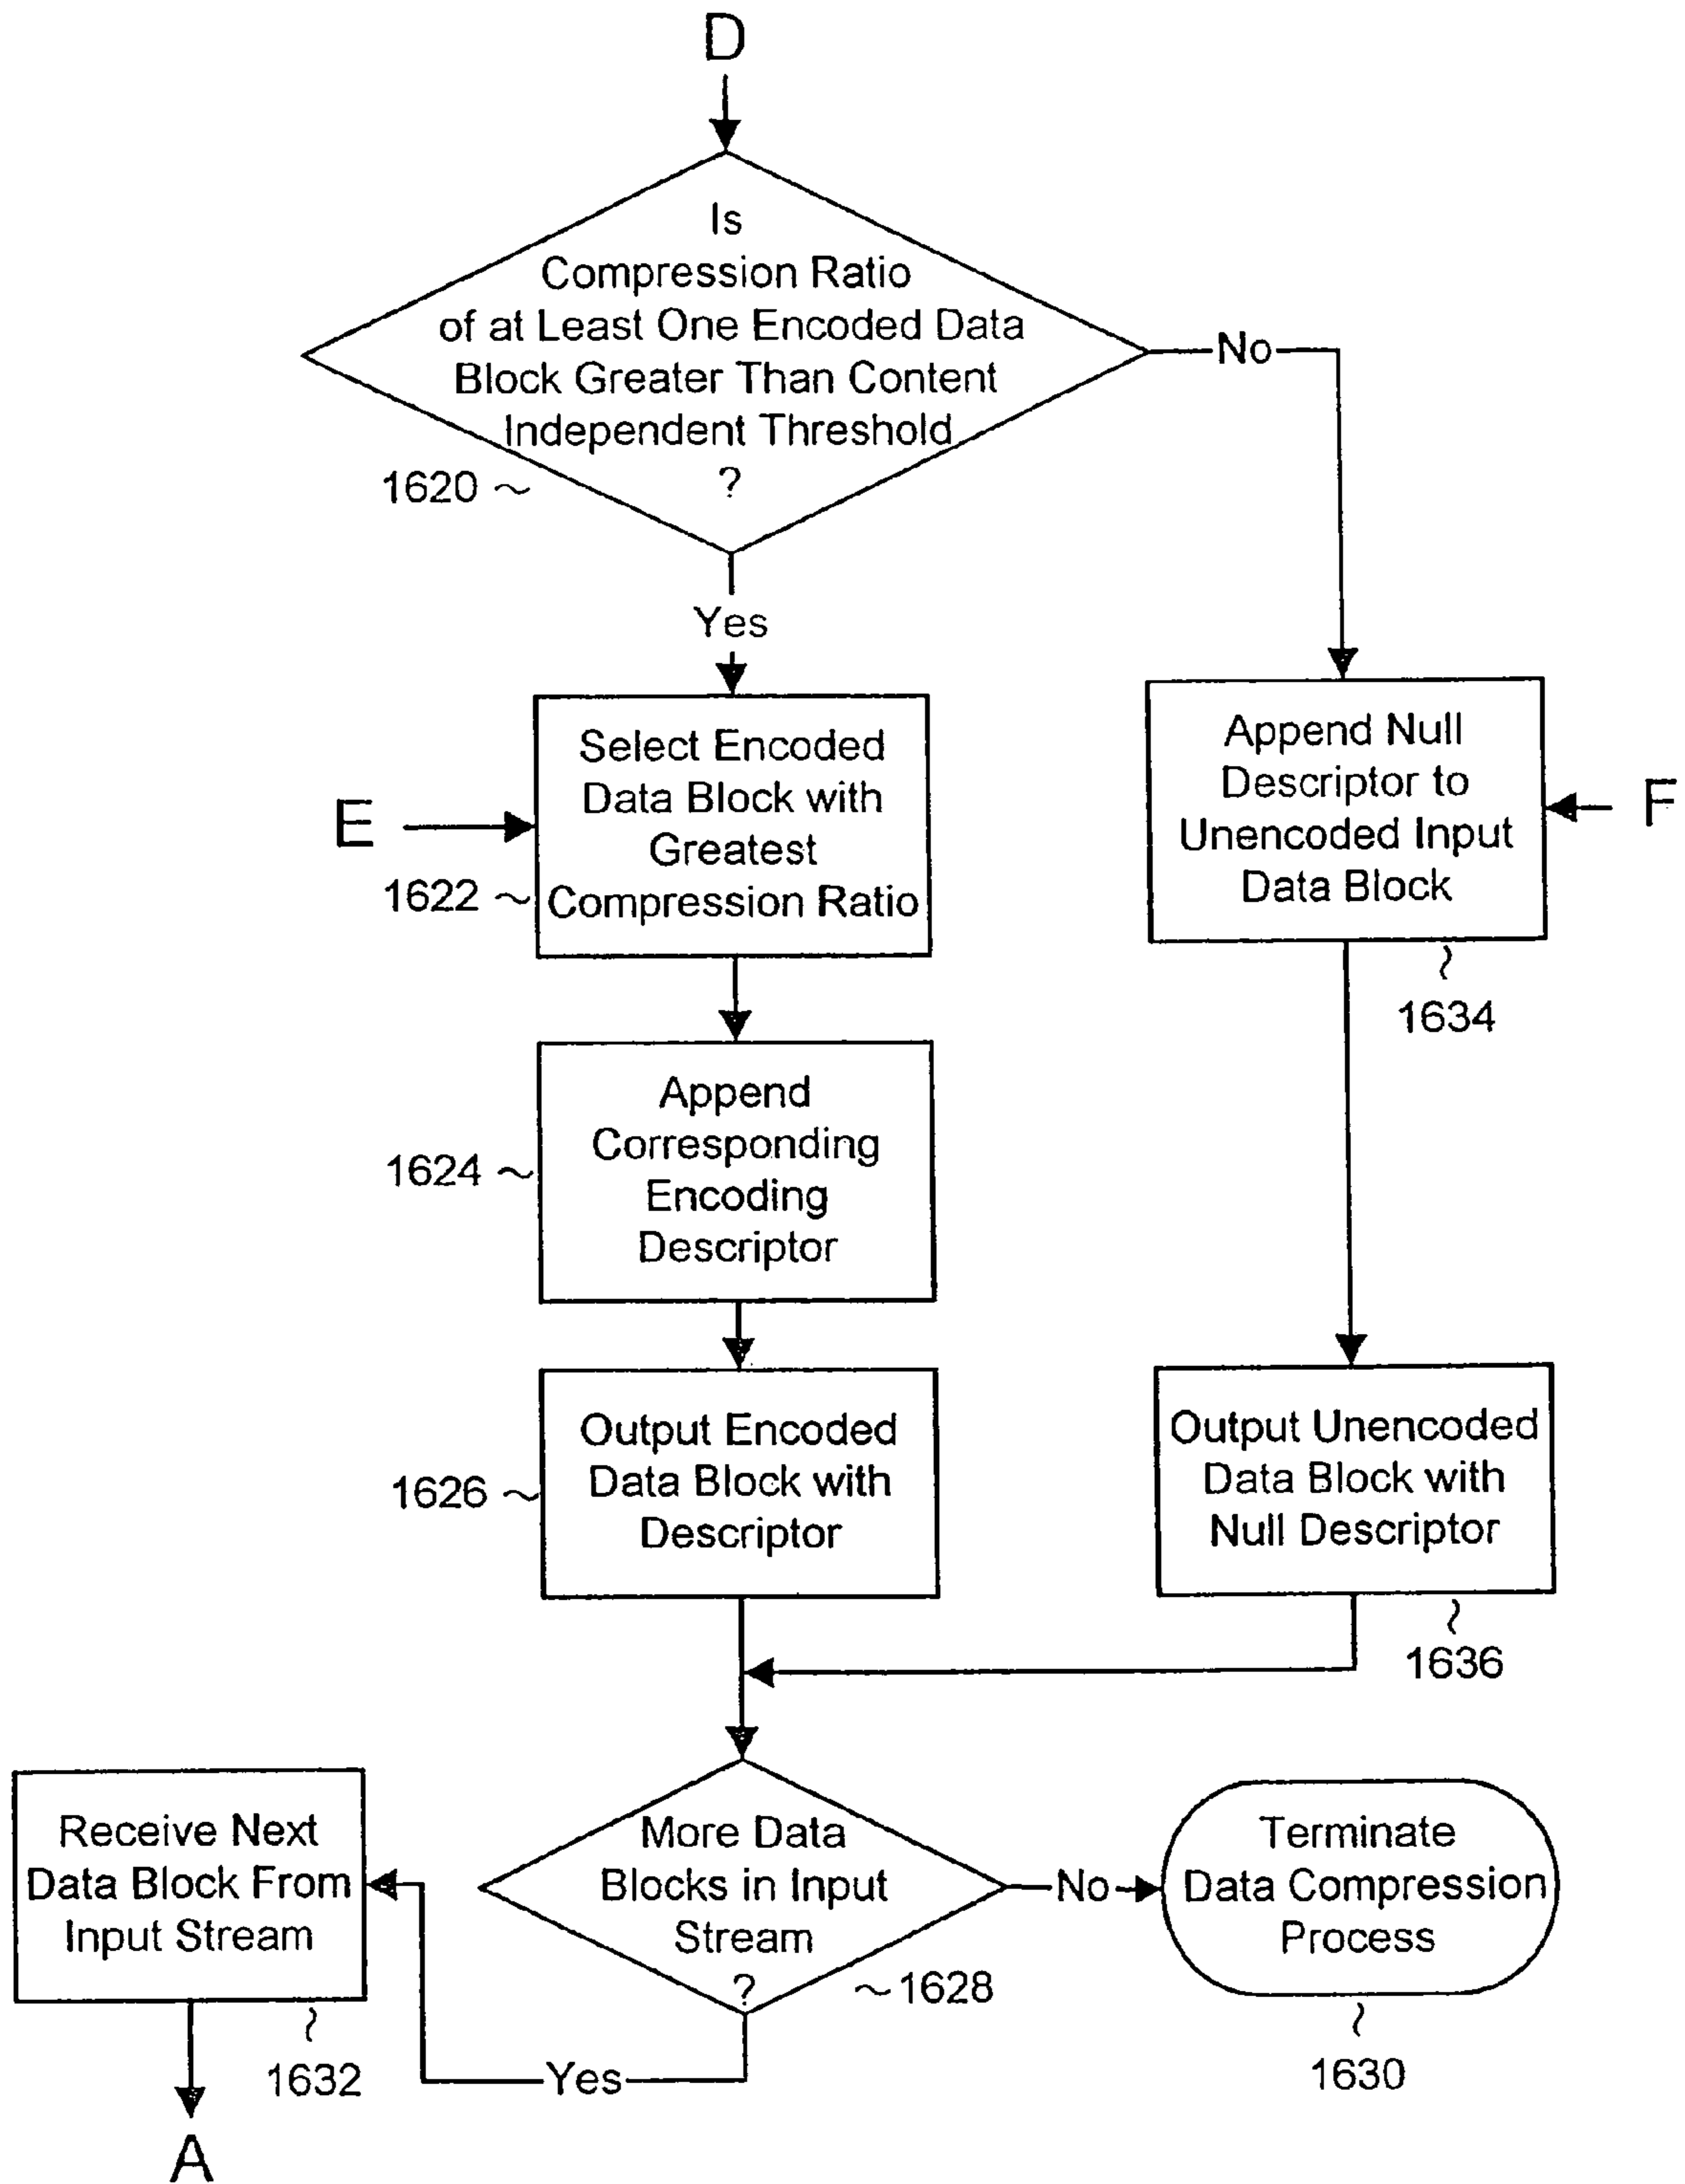 D
Is
Compression Ratio
of at Least One Encoded Data
Block Greater Than Content
Independent Threshold
?
1620
No
Yes
Select Encoded
Data Block with
Greatest
Compression Ratio
E
1622
Append Null
Descriptor to
Unencoded Input
Data Block
F
1634
Append
Corresponding
Encoding
Descriptor
1624
Output Encoded
Data Block with
Descriptor
1626
Output Unencoded
Data Block with
Null Descriptor
1636
Receive Next
Data Block From
Input Stream
1632
More Data
Blocks in Input
Stream
?
1628
No
Terminate
Data Compression
Process
1630
Yes
A